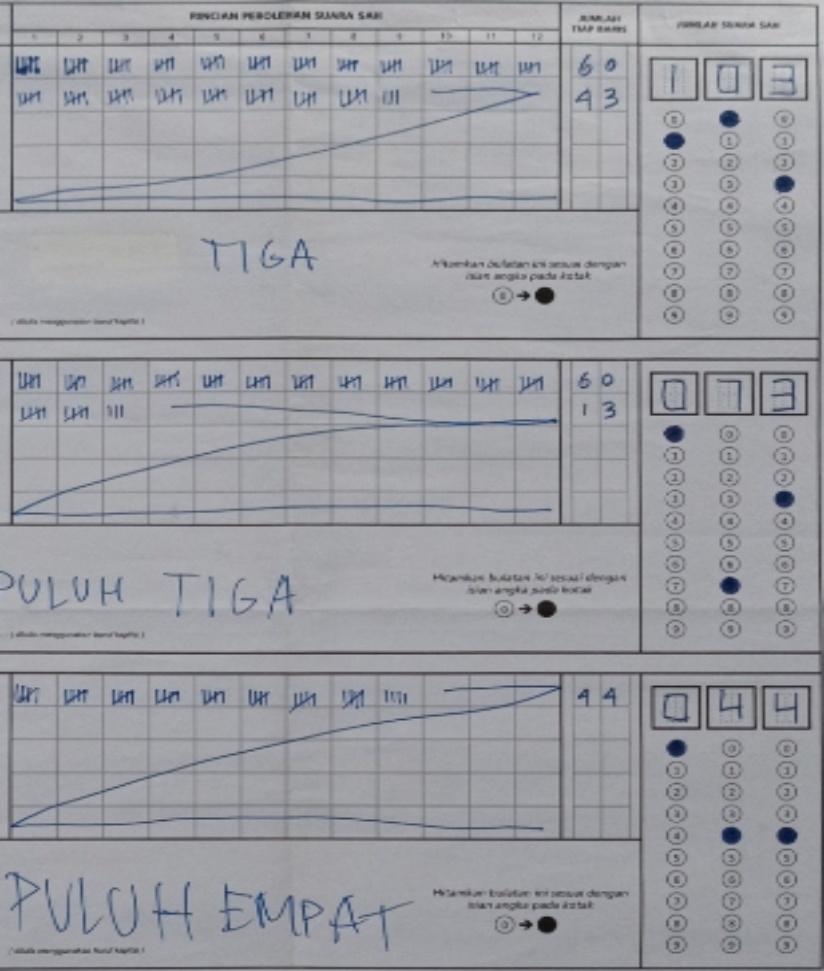 RINCIAN PEROLEHAN SUARA SAH JUMLAH TIAP BARIS JUMLAH SUARA SAH
1 2 3 4 5 6 7 8 9 10 11 12
60
43
1 0 3
TIGA
Hitamkan bulatan ini sesuai dengan
isian angka pada kotak
0 → ●
(ditulis menggunakan huruf kapital)
60
13
0 7 3
PULUH TIGA
Hitamkan bulatan ini sesuai dengan
isian angka pada kotak
0 → ●
(ditulis menggunakan huruf kapital)
44
0 4 4
PULUH EMPAT
Hitamkan bulatan ini sesuai dengan
isian angka pada kotak
0 → ●
(ditulis menggunakan huruf kapital)